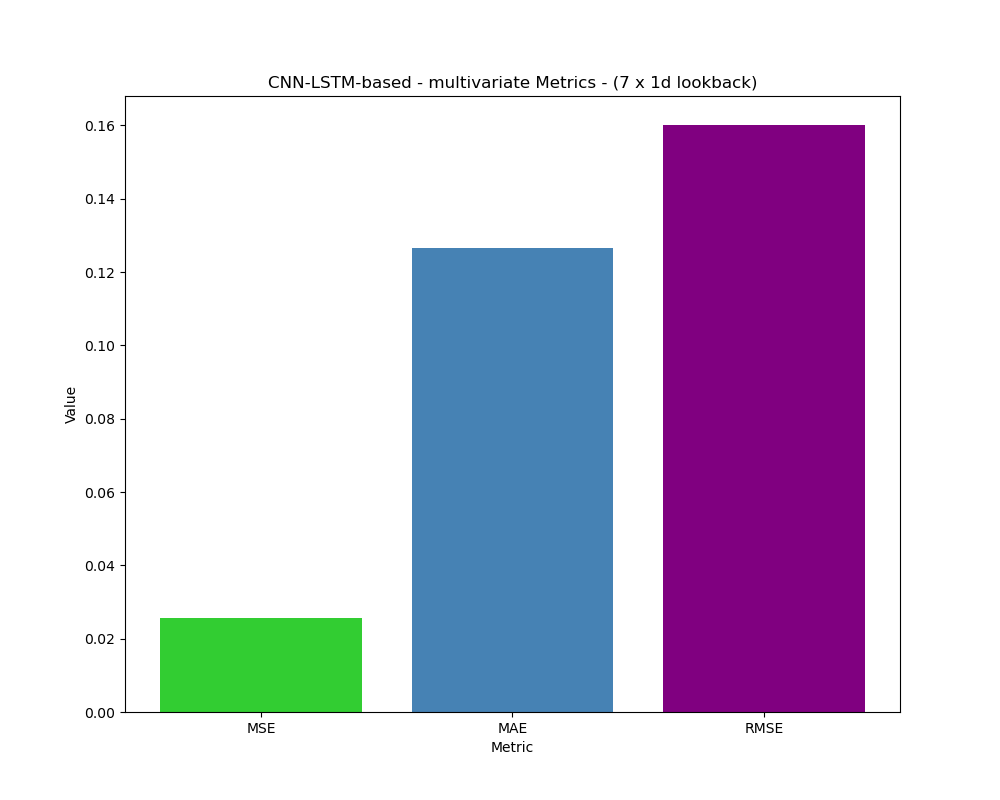 CNN-LSTM-based - multivariate Metrics - (7 x 1d lookback)
0.16
0.14
0.12
0.10
0.08
0.06
0.04
0.02
0.00
Value
MSE
MAE
RMSE
Metric